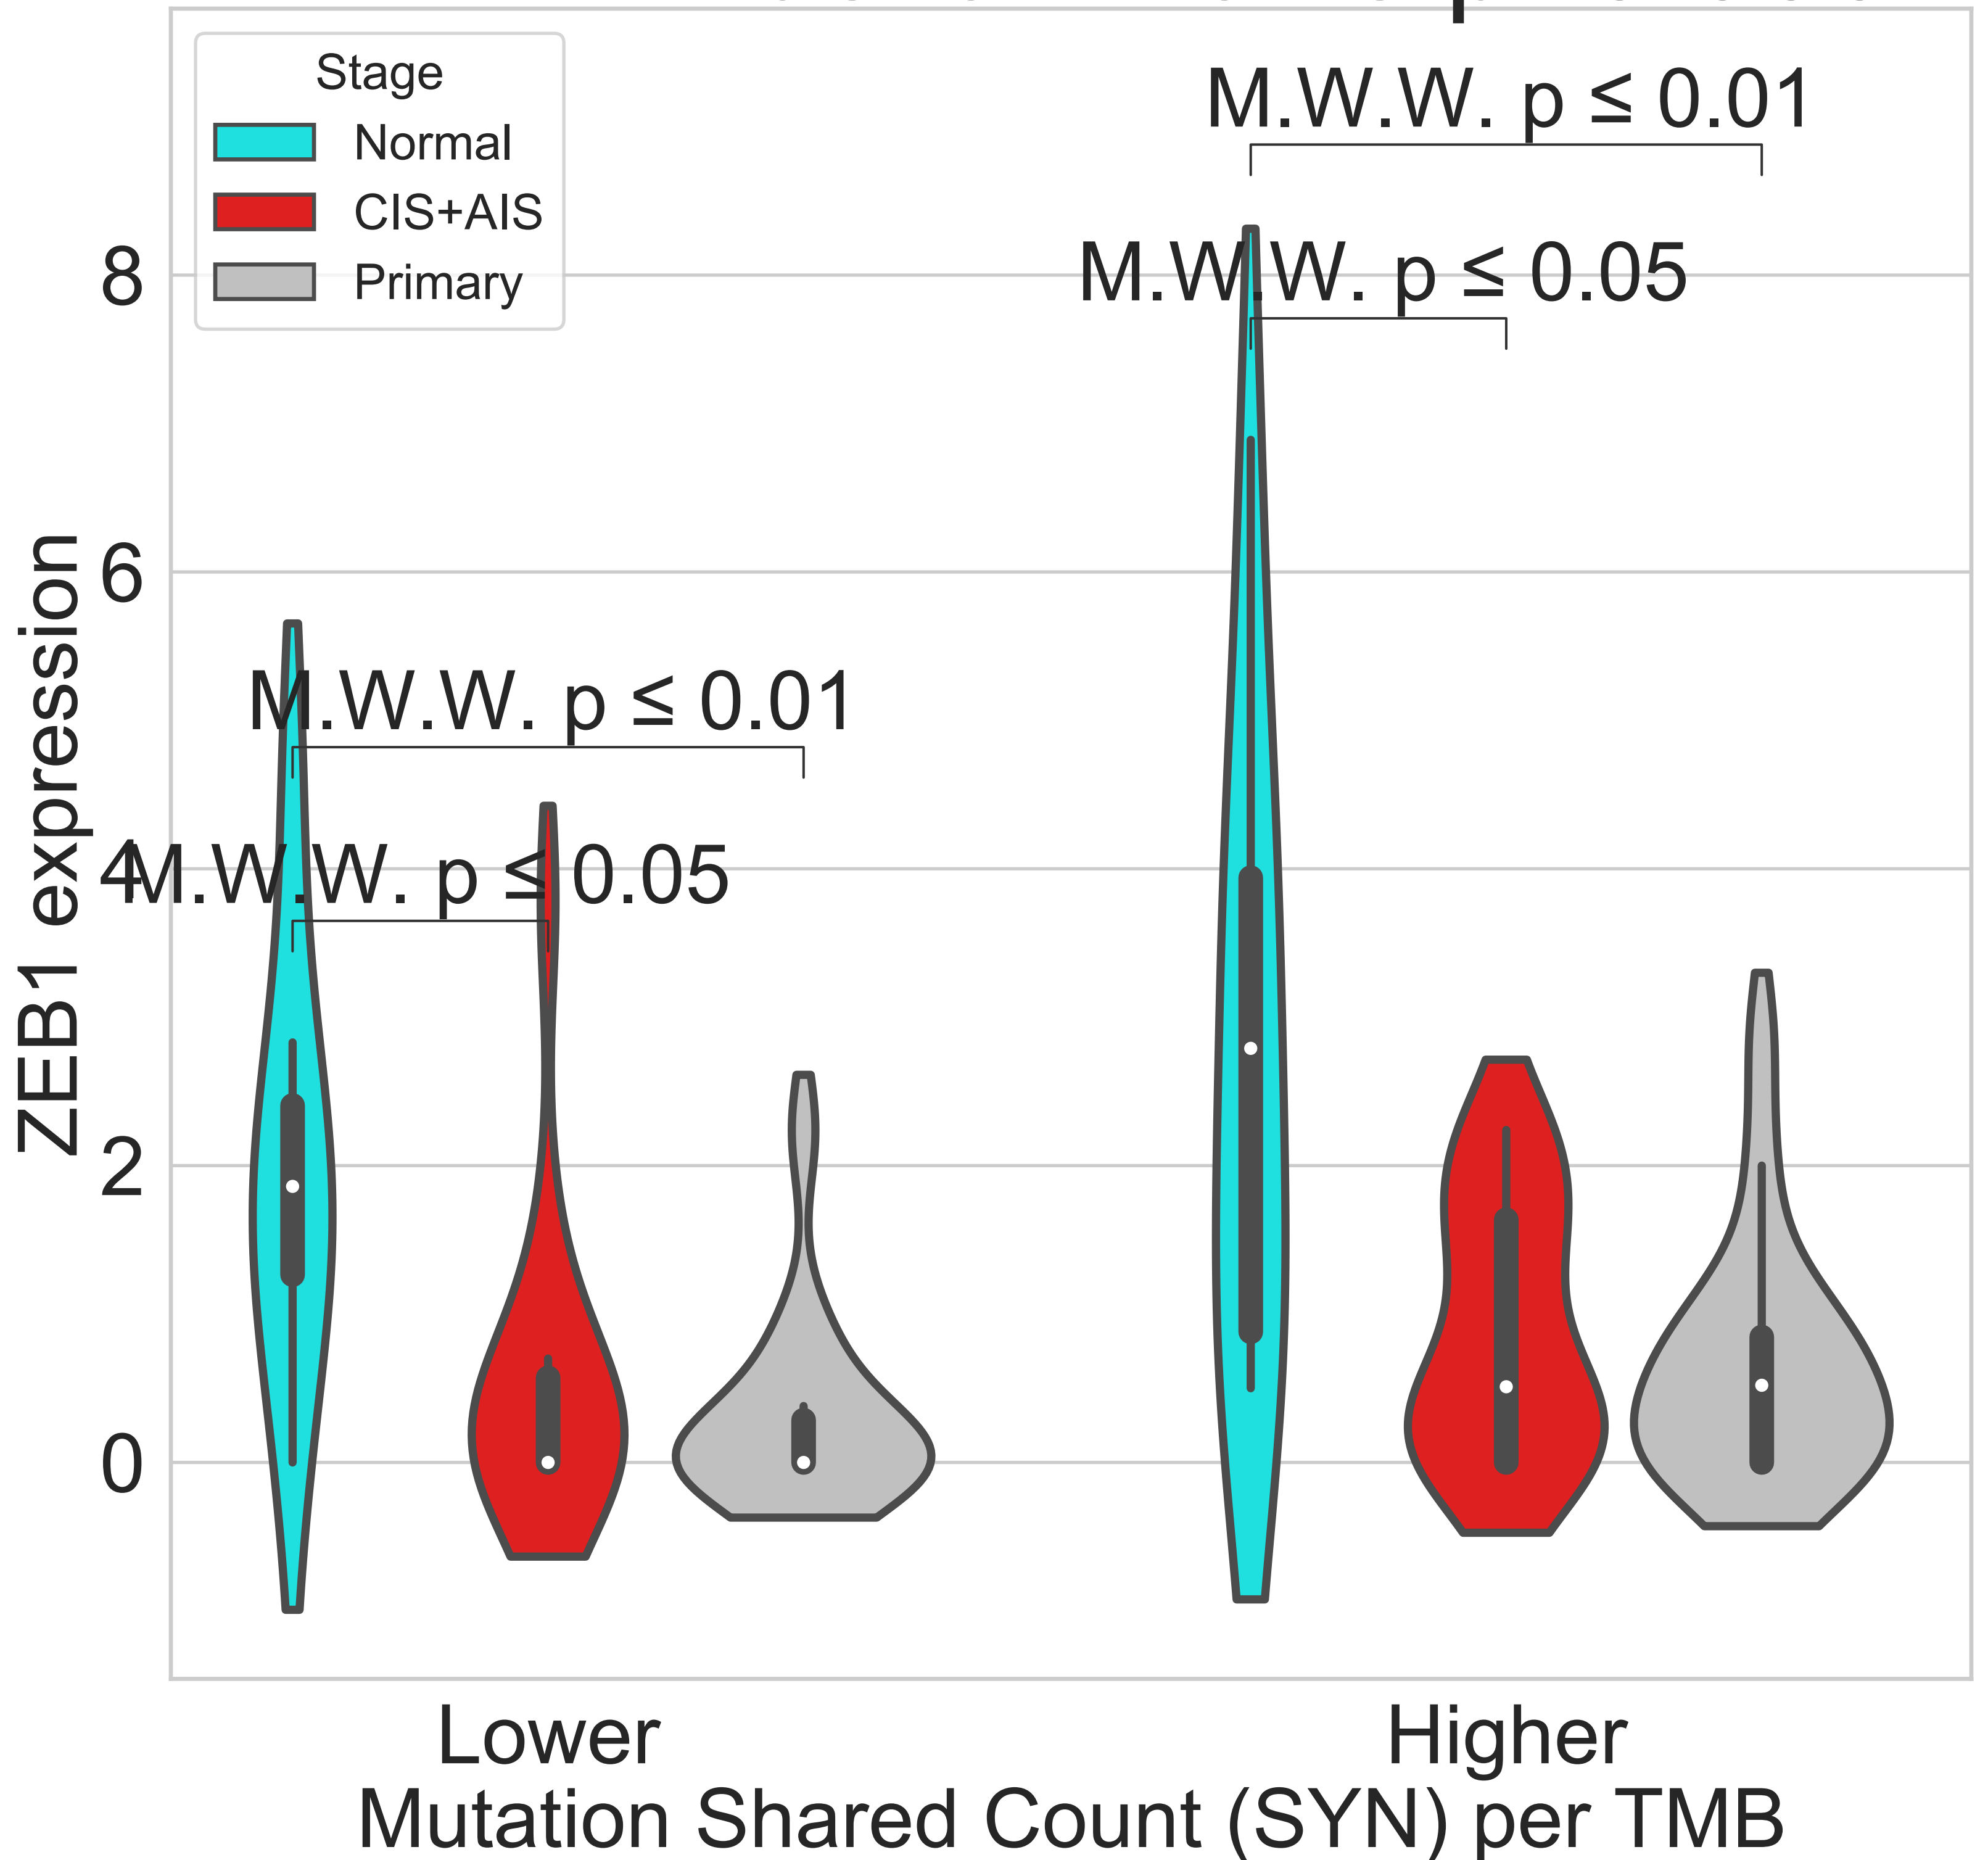 Stage
Normal
CIS+AIS
Primary
M.W.W. p ≤ 0.01
M.W.W. p ≤ 0.05
M.W.W. p ≤ 0.01
M.W.W. p ≤ 0.05
8
6
4
2
0
ZEB1 expression
Lower
Higher
Mutation Shared Count (SYN) per TMB